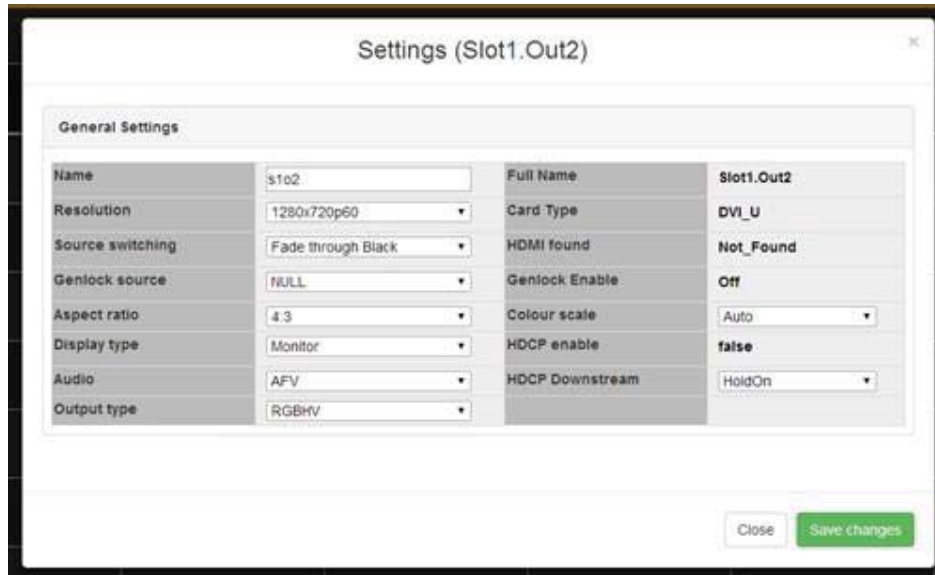 Settings (Slot1.Out2)
×
General Settings
Name s1o2 Full Name Slot1.Out2
Resolution 1280x720p60 Card Type DVI_U
Source switching Fade through Black HDMI found Not_Found
Genlock source NULL Genlock Enable Off
Aspect ratio 4:3 Colour scale Auto
Display type Monitor HDCP enable false
Audio AFV HDCP Downstream HoldOn
Output type RGBHV
Close Save changes